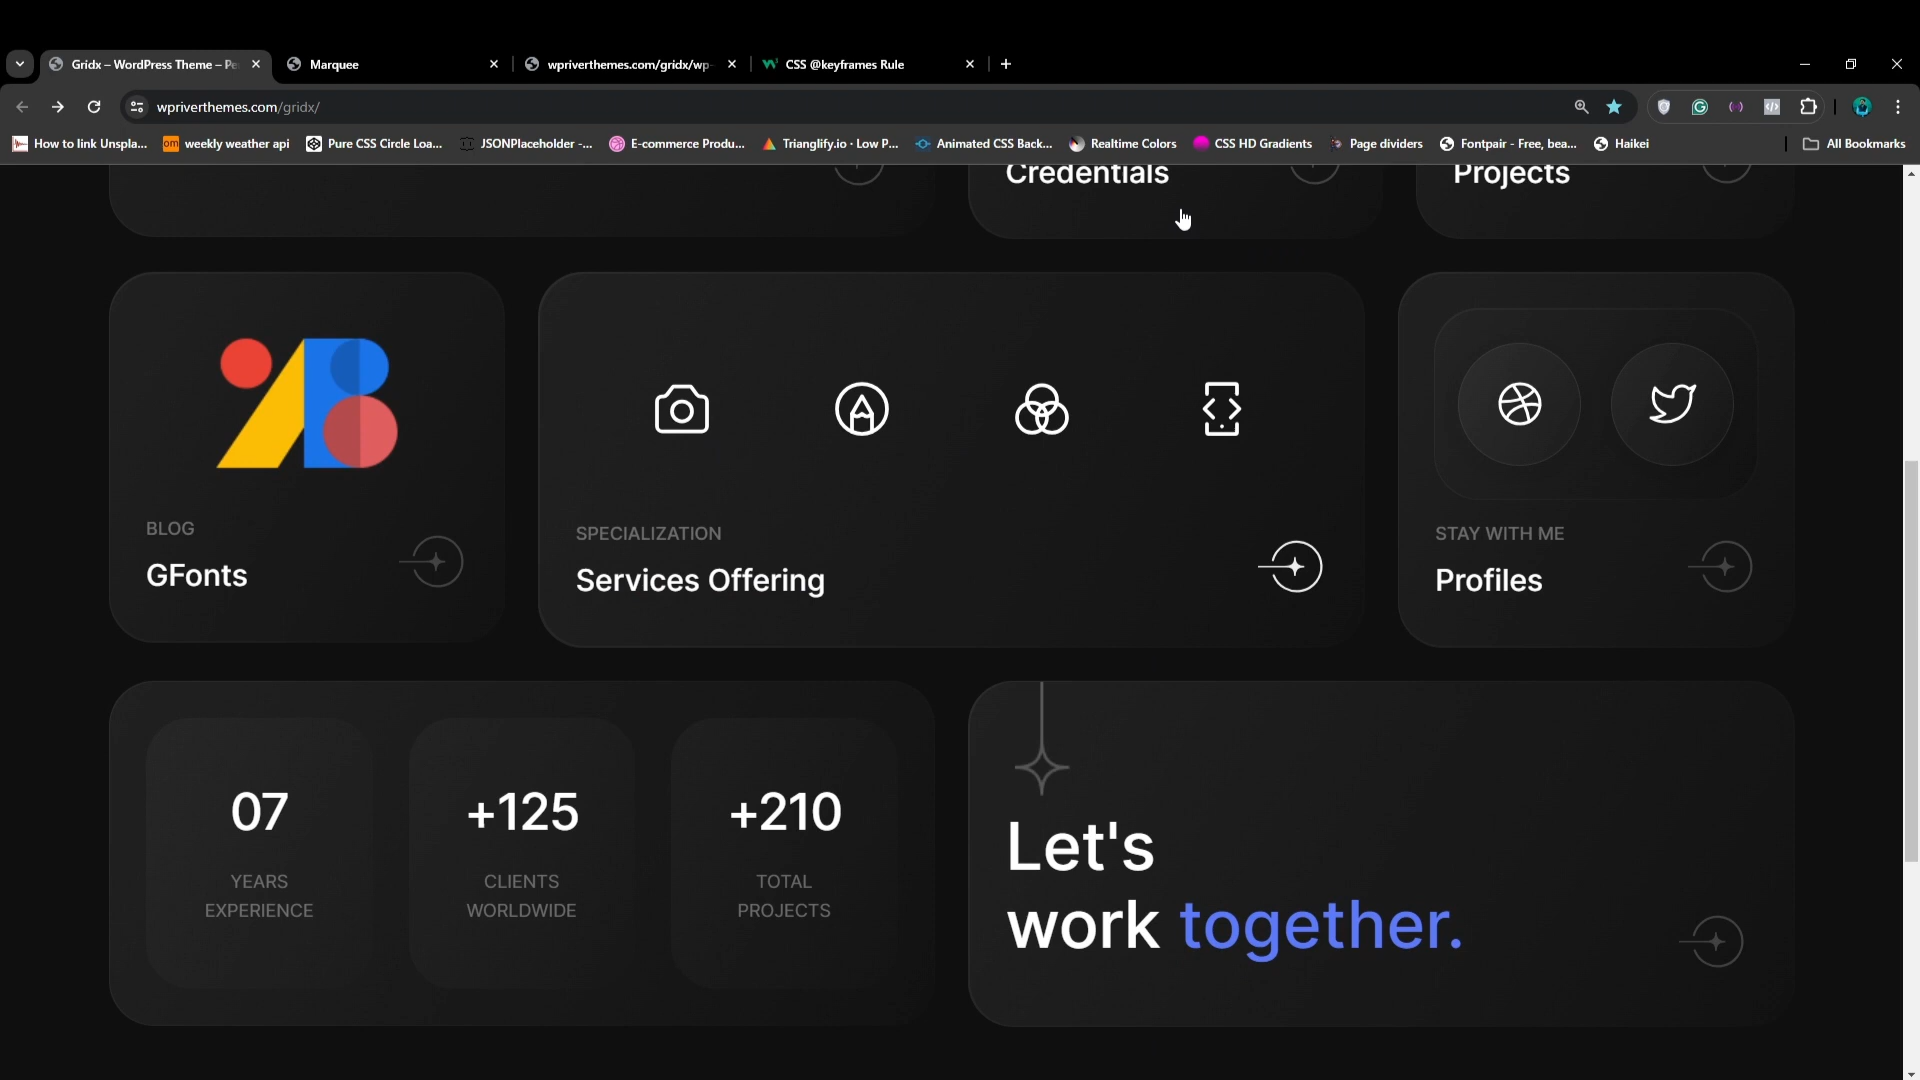 Gridx – WordPress Theme – Pe
Marquee
wpriverthemes.com/gridx/wp-
CSS @keyframes Rule
wpriverthemes.com/gridx/
How to link Unspla...
weekly weather api
Pure CSS Circle Loa...
JSONPlaceholder -...
E-commerce Produ...
Trianglify.io · Low P...
Animated CSS Back...
Realtime Colors
CSS HD Gradients
Page dividers
Fontpair - Free, bea...
Haikei
All Bookmarks
Credentials
Projects
BLOG
GFonts
SPECIALIZATION
Services Offering
STAY WITH ME
Profiles
07
YEARS
EXPERIENCE
+125
CLIENTS
WORLDWIDE
+210
TOTAL
PROJECTS
Let's
work together.